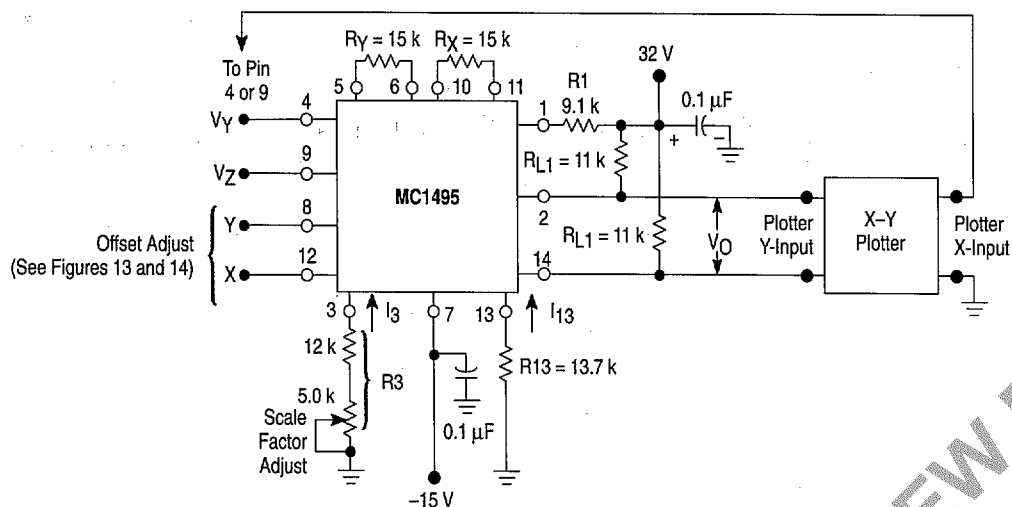 RY = 15 k
RX = 15 k
32 V
To Pin
4 or 9
5
6
10
11
R1
9.1 k
0.1 µF
4
VY
1
+
−
9
VZ
RL1 = 11 k
MC1495
8
Y
2
Offset Adjust
(See Figures 13 and 14)
12
X
RL1 = 11 k
14
VO
Plotter
Y-Input
X–Y
Plotter
Plotter
X-Input
3
I3
7
13
I13
12 k
R3
R13 = 13.7 k
5.0 k
Scale
Factor
Adjust
0.1 µF
–15 V
EW